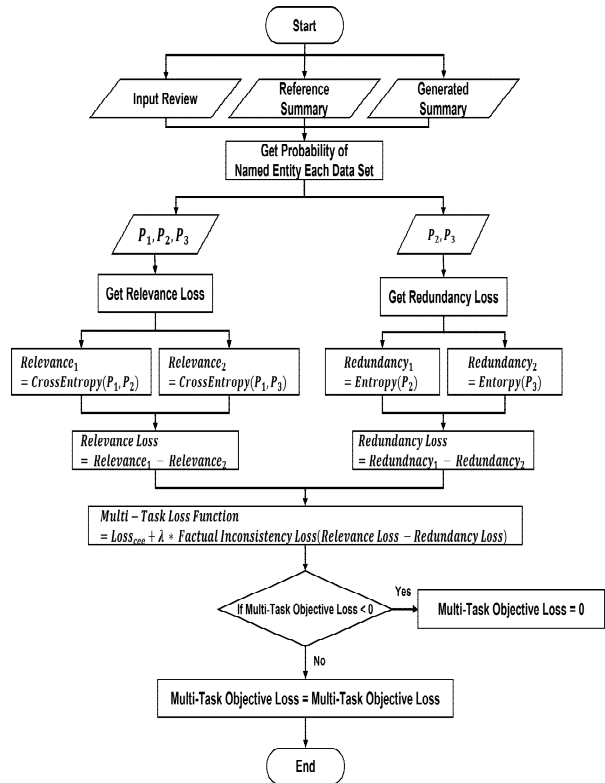 Start
Input Review
Reference
Summary
Generated
Summary
Get Probability of
Named Entity Each Data Set
P₁, P₂, P₃
P₂, P₃
Get Relevance Loss
Get Redundancy Loss
Relevance₁
= CrossEntropy(P₁, P₂)
Relevance₂
= CrossEntropy(P₁, P₃)
Redundancy₁
= Entropy(P₂)
Redundancy₂
= Entorpy(P₃)
Relevance Loss
= Relevance₁ − Relevance₂
Redundancy Loss
= Redundnacy₁ − Redundancy₂
Multi − Task Loss Function
= Loss_cee + λ ∗ Factual Inconsistency Loss(Relevance Loss − Redundancy Loss)
If Multi-Task Objective Loss < 0
Yes
Multi-Task Objective Loss = 0
No
Multi-Task Objective Loss = Multi-Task Objective Loss
End